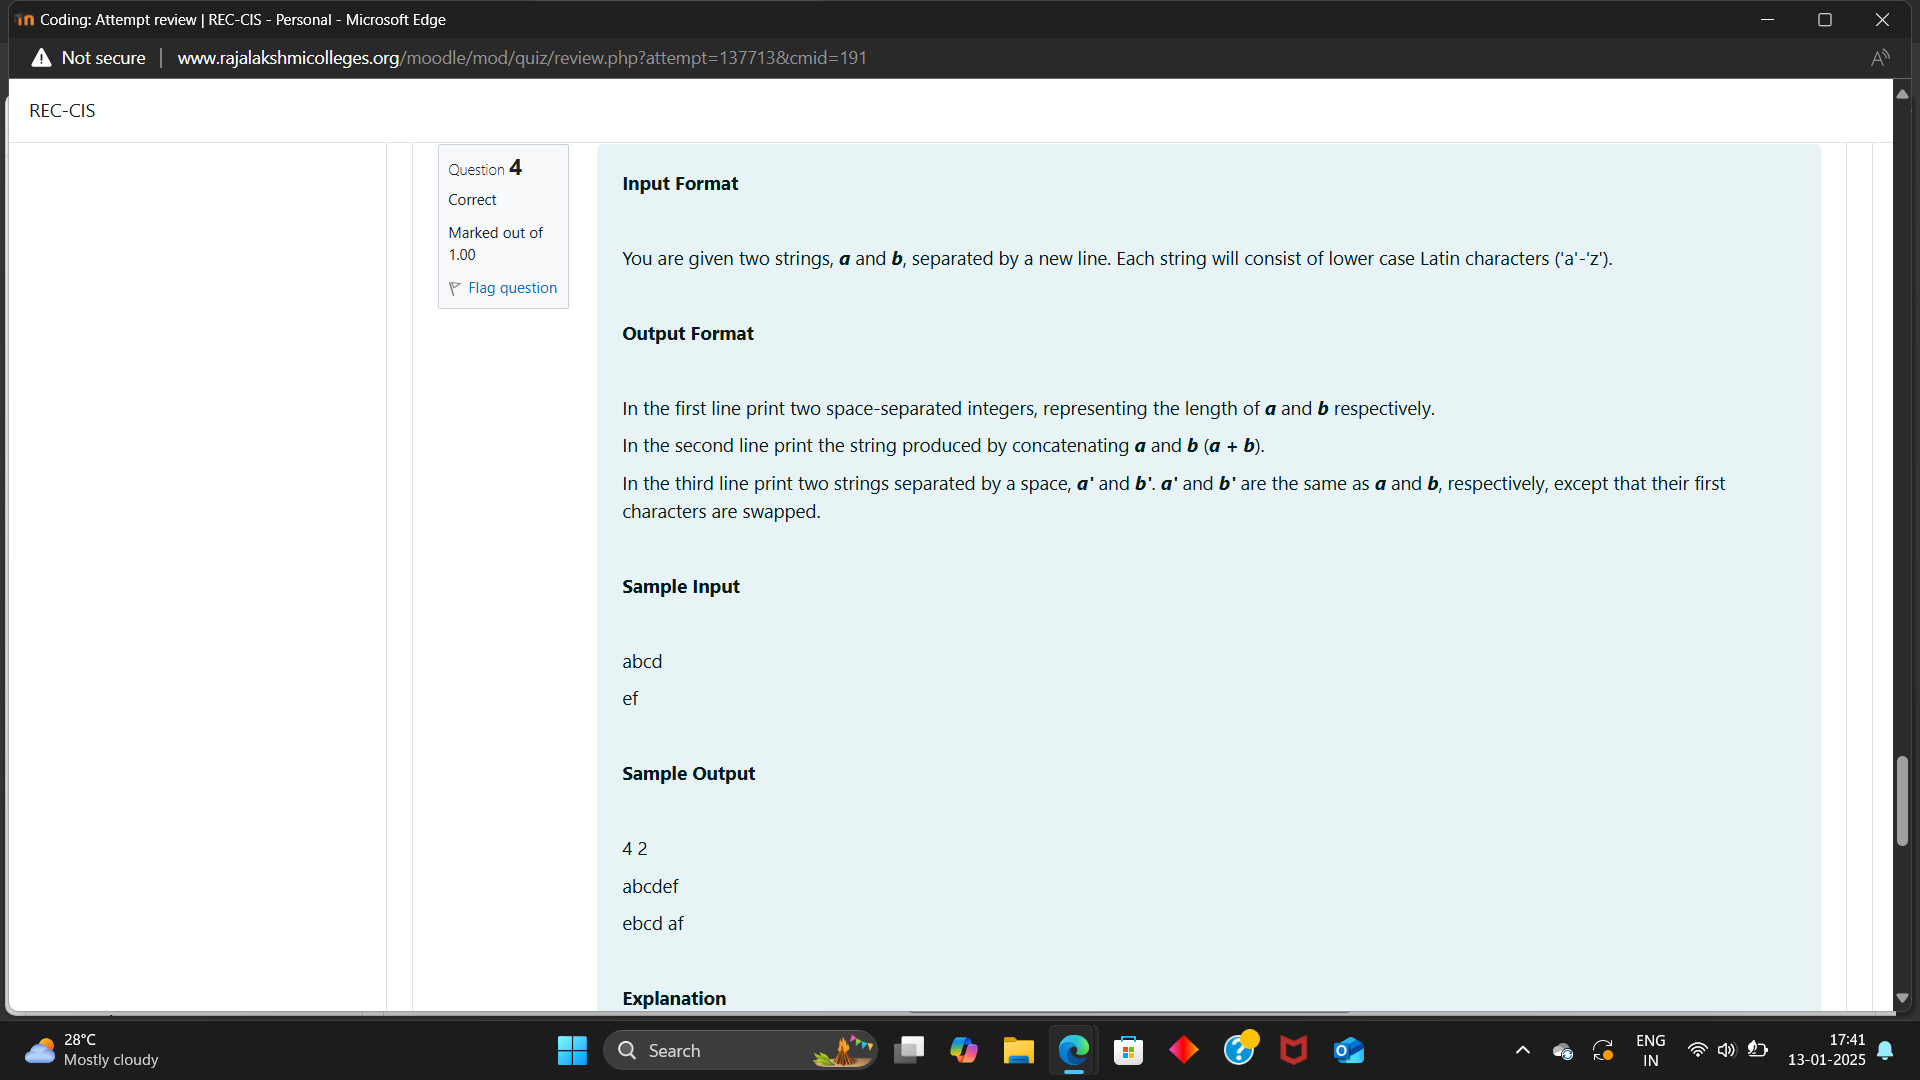 Coding: Attempt review | REC-CIS - Personal - Microsoft Edge
Not secure | www.rajalakshmicolleges.org/moodle/mod/quiz/review.php?attempt=137713&cmid=191
REC-CIS
Question 4
Correct
Marked out of
1.00
Flag question
Input Format
You are given two strings, a and b, separated by a new line. Each string will consist of lower case Latin characters ('a'-'z').
Output Format
In the first line print two space-separated integers, representing the length of a and b respectively.
In the second line print the string produced by concatenating a and b (a + b).
In the third line print two strings separated by a space, a' and b'. a' and b' are the same as a and b, respectively, except that their first
characters are swapped.
Sample Input
abcd
ef
Sample Output
4 2
abcdef
ebcd af
Explanation
28°C
Mostly cloudy
Search
ENG
IN
17:41
13-01-2025